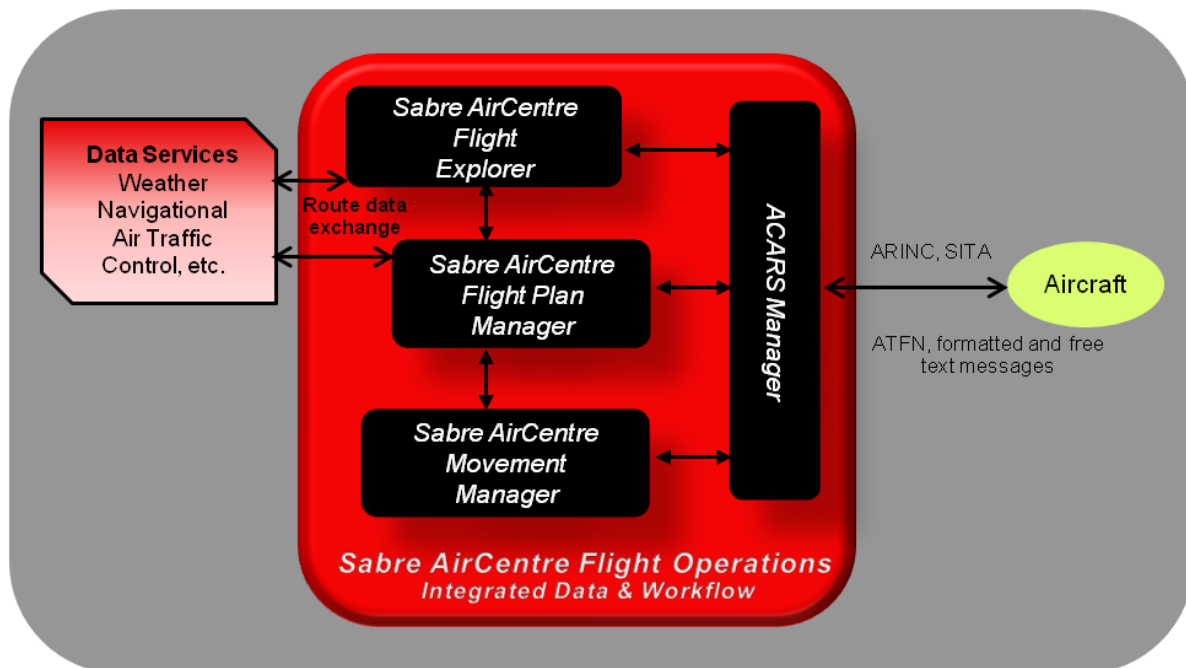 Sabre AirCentre
Flight
Explorer
Data Services
Weather
Navigational
Air Traffic
Control, etc.
Route data
exchange
Sabre AirCentre
Flight Plan
Manager
Sabre AirCentre
Movement
Manager
ACARS Manager
ARINC, SITA
Aircraft
ATFN, formatted and free
text messages
Sabre AirCentre Flight Operations
Integrated Data & Workflow